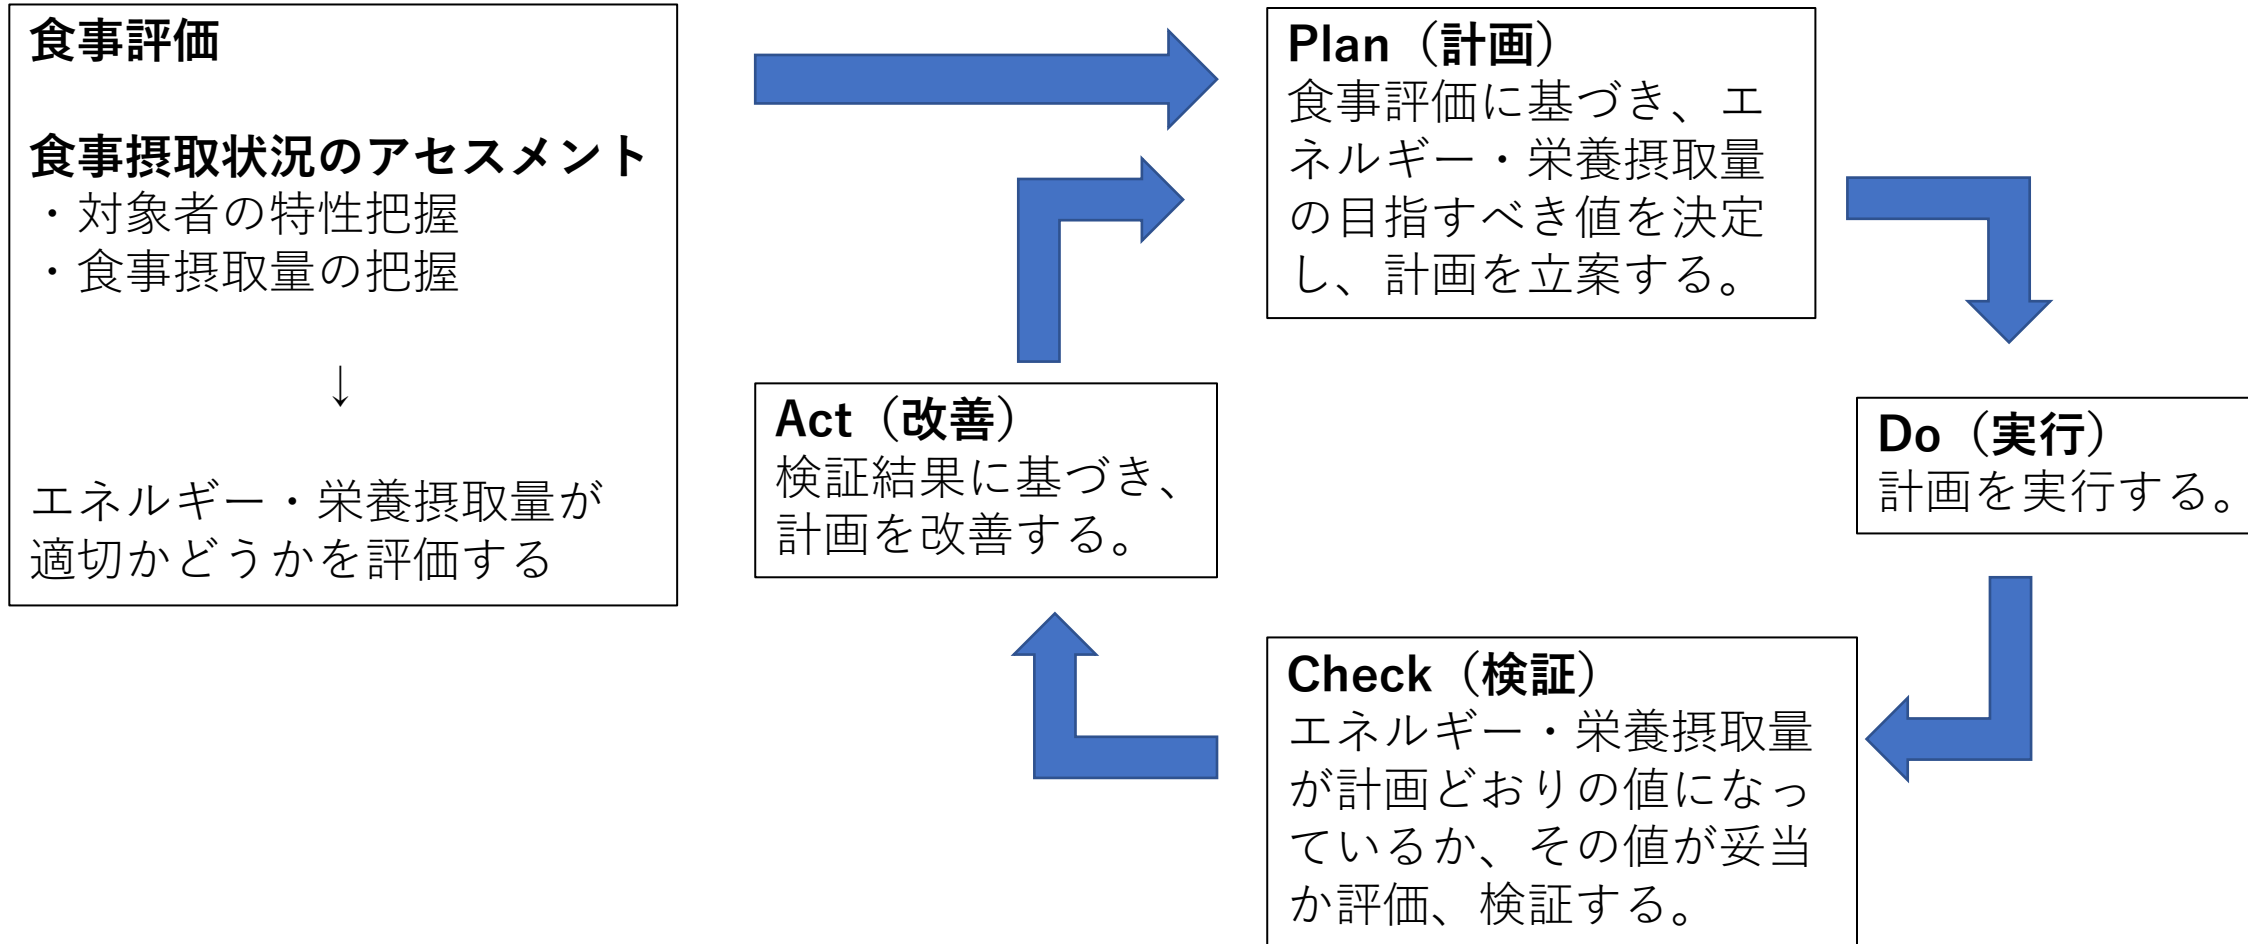 食事評価
食事摂取状況のアセスメント
・対象者の特性把握
・食事摂取量の把握
↓
エネルギー・栄養摂取量が
適切かどうかを評価する
Plan（計画）
食事評価に基づき、エ
ネルギー・栄養摂取量
の目指すべき値を決定
し、計画を立案する。
Do（実行）
計画を実行する。
Check（検証）
エネルギー・栄養摂取量
が計画どおりの値になっ
ているか、その値が妥当
か評価、検証する。
Act（改善）
検証結果に基づき、
計画を改善する。